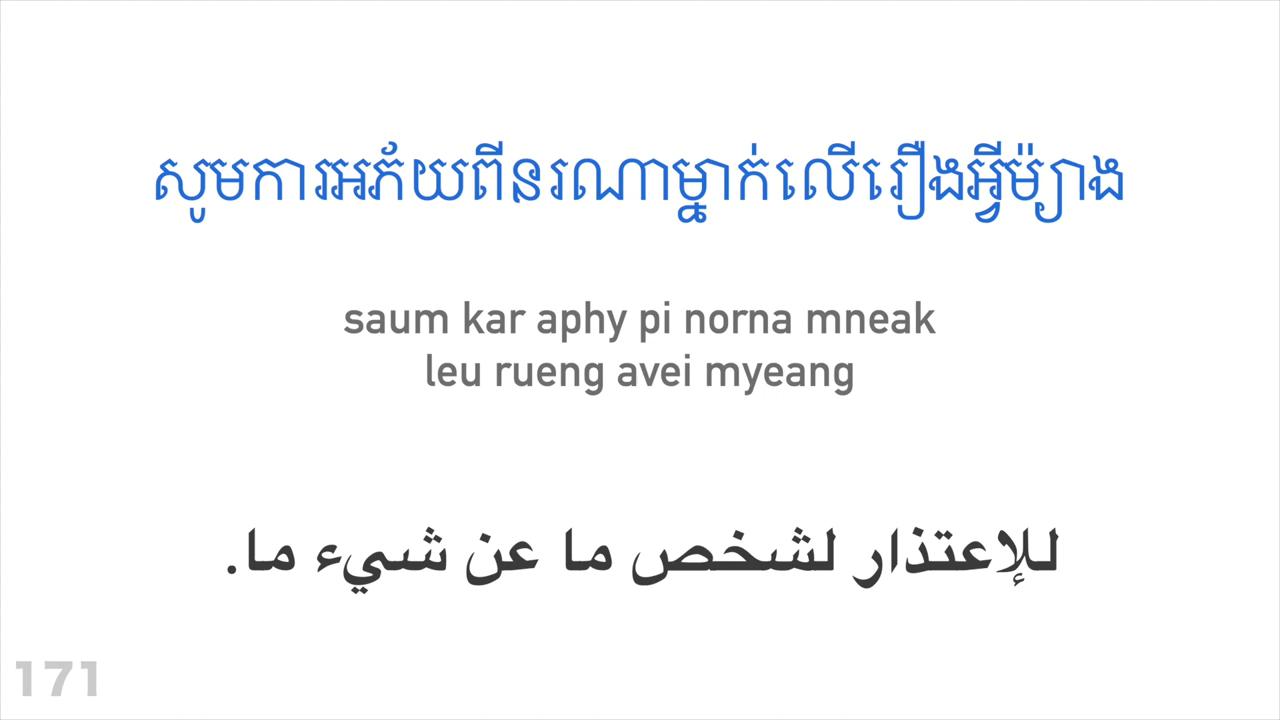 សូមការអភ័យពីនរណាម្នាក់លើរឿងអ្វីម៉្យាង
saum kar aphy pi norna mneak
leu rueng avei myeang
للإعتذار لشخص ما عن شيء ما.
171